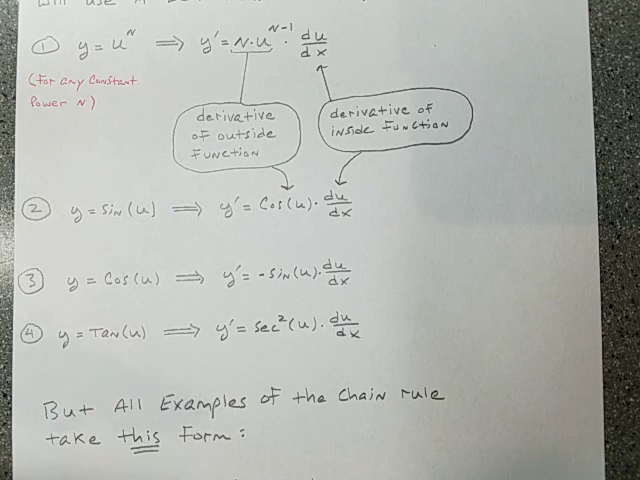 will use
① y = u^N ⟹ y' = N·u^{N-1} · du/dx
(For any Constant
Power N)
derivative
of outside
Function
derivative of
inside Function
② y = Sin(u) ⟹ y' = Cos(u) · du/dx
③ y = Cos(u) ⟹ y' = -Sin(u) · du/dx
④ y = Tan(u) ⟹ y' = Sec²(u) · du/dx
But All Examples of the Chain rule
take this Form: